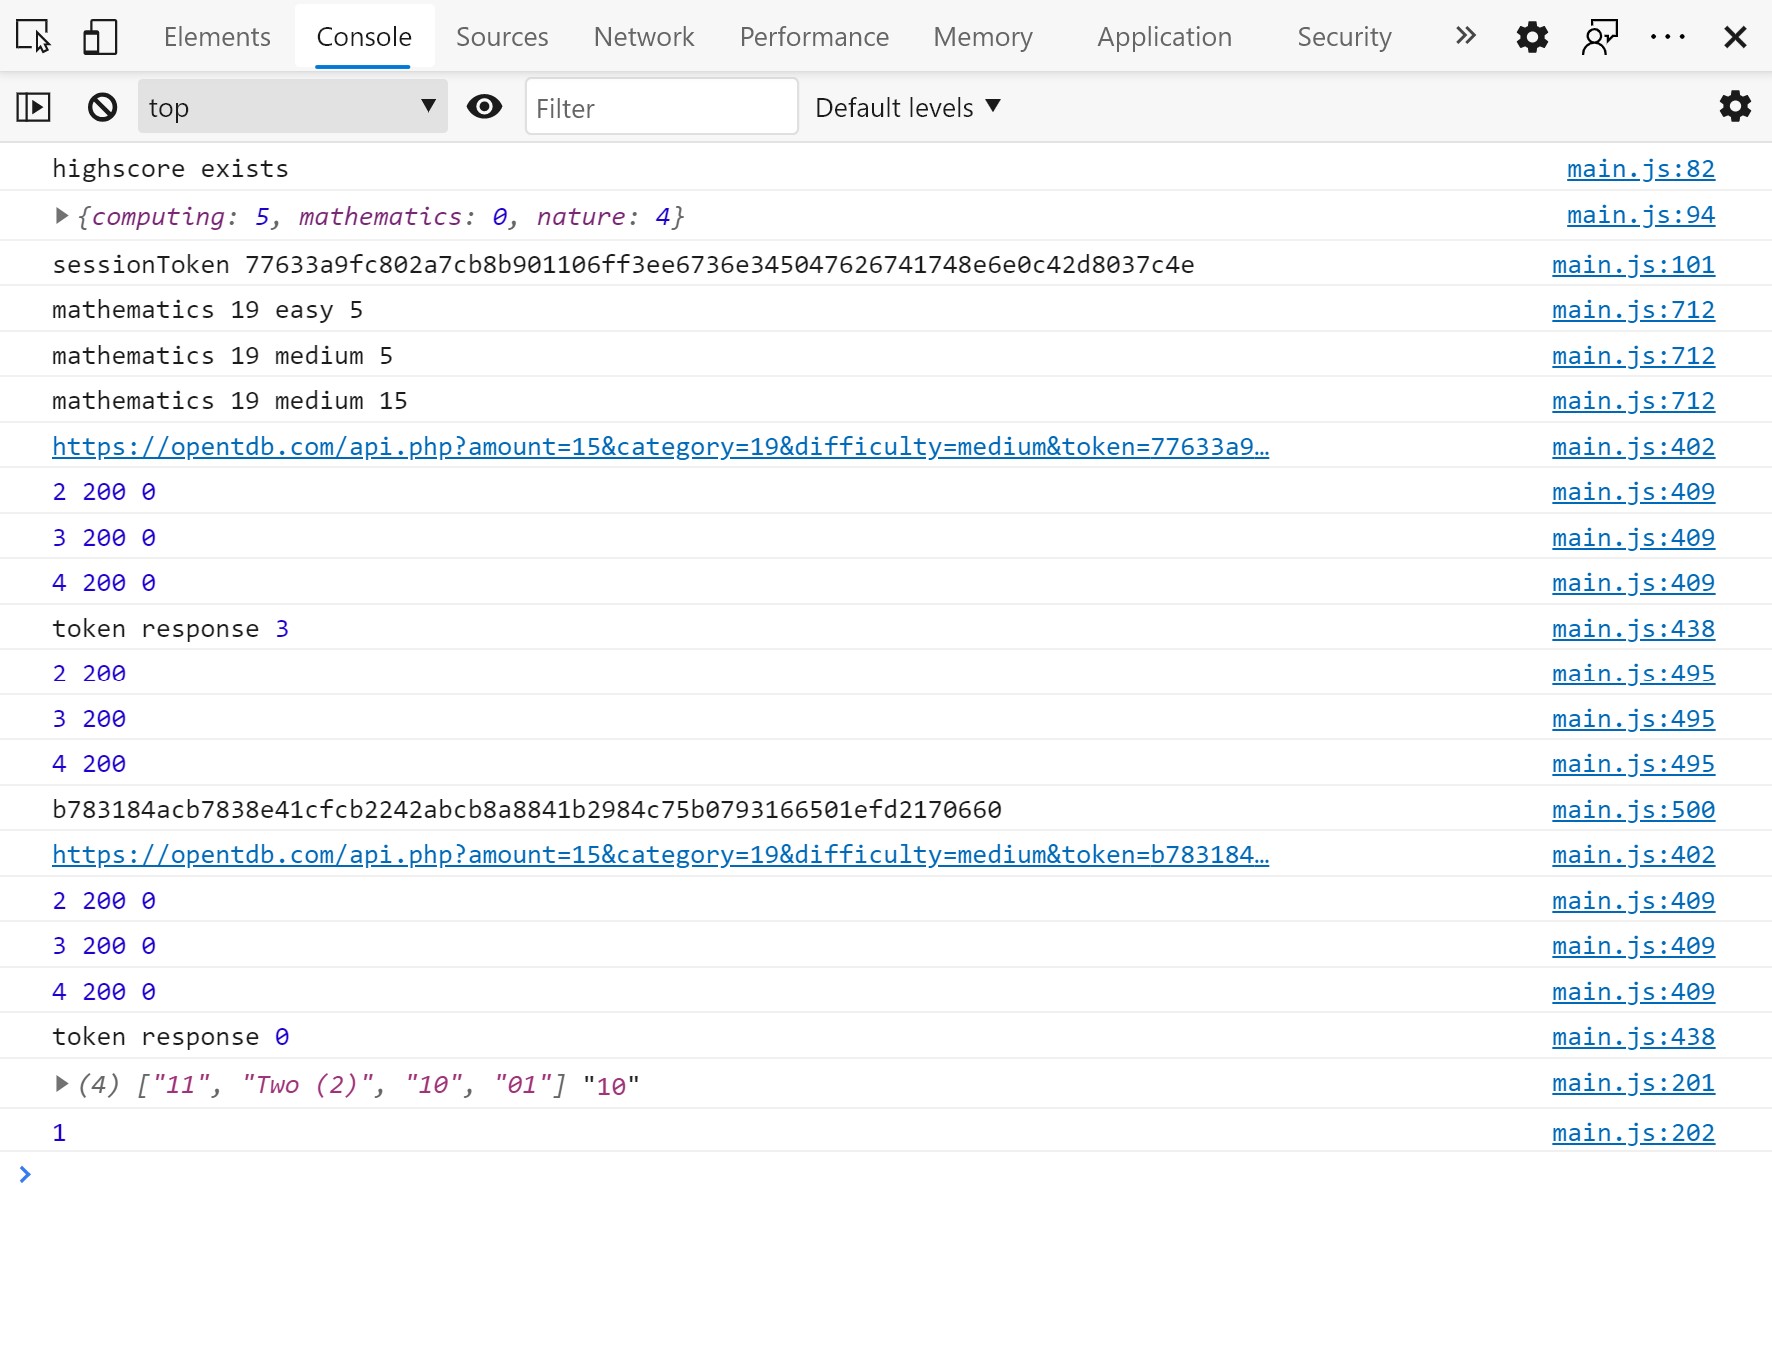 Elements Console Sources Network Performance Memory Application Security
top Filter Default levels
highscore exists main.js:82
{computing: 5, mathematics: 0, nature: 4} main.js:94
sessionToken 77633a9fc802a7cb8b901106ff3ee6736e345047626741748e6e0c42d8037c4e main.js:101
mathematics 19 easy 5 main.js:712
mathematics 19 medium 5 main.js:712
mathematics 19 medium 15 main.js:712
https://opentdb.com/api.php?amount=15&category=19&difficulty=medium&token=77633a9… main.js:402
2 200 0 main.js:409
3 200 0 main.js:409
4 200 0 main.js:409
token response 3 main.js:438
2 200 main.js:495
3 200 main.js:495
4 200 main.js:495
b783184acb7838e41cfcb2242abcb8a8841b2984c75b0793166501efd2170660 main.js:500
https://opentdb.com/api.php?amount=15&category=19&difficulty=medium&token=b783184… main.js:402
2 200 0 main.js:409
3 200 0 main.js:409
4 200 0 main.js:409
token response 0 main.js:438
(4) ["11", "Two (2)", "10", "01"] "10" main.js:201
1 main.js:202